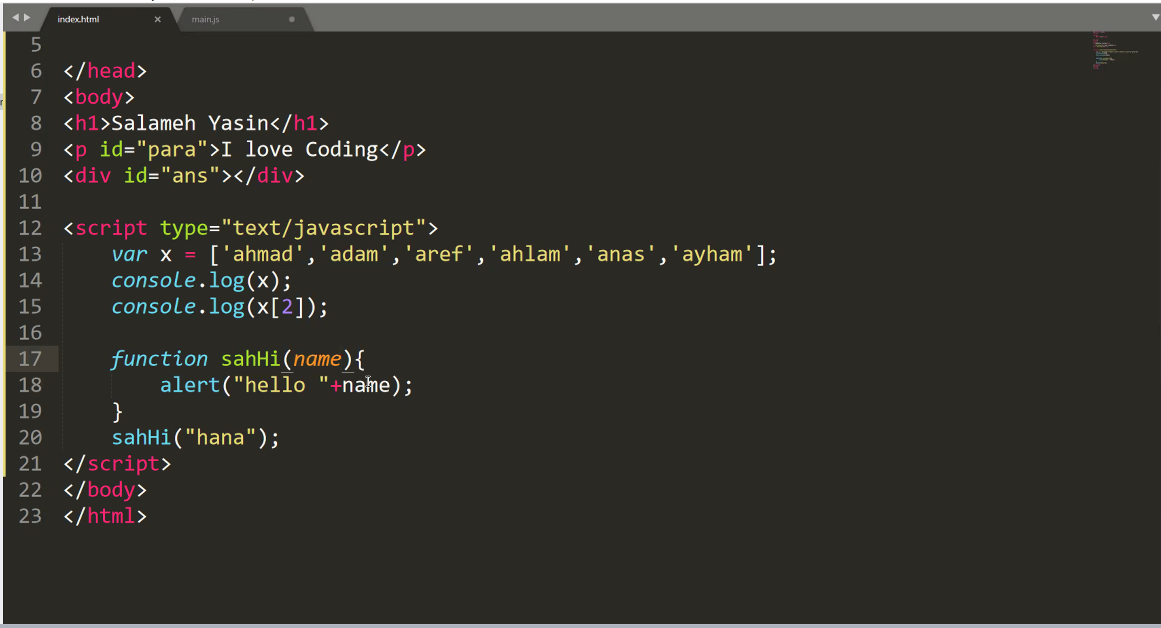 index.html × main.js
5
6 </head>
7 <body>
8 <h1>Salameh Yasin</h1>
9 <p id="para">I love Coding</p>
10 <div id="ans"></div>
11
12 <script type="text/javascript">
13 var x = ['ahmad','adam','aref','ahlam','anas','ayham'];
14 console.log(x);
15 console.log(x[2]);
16
17 function sahHi(name){
18 alert("hello "+name);
19 }
20 sahHi("hana");
21 </script>
22 </body>
23 </html>